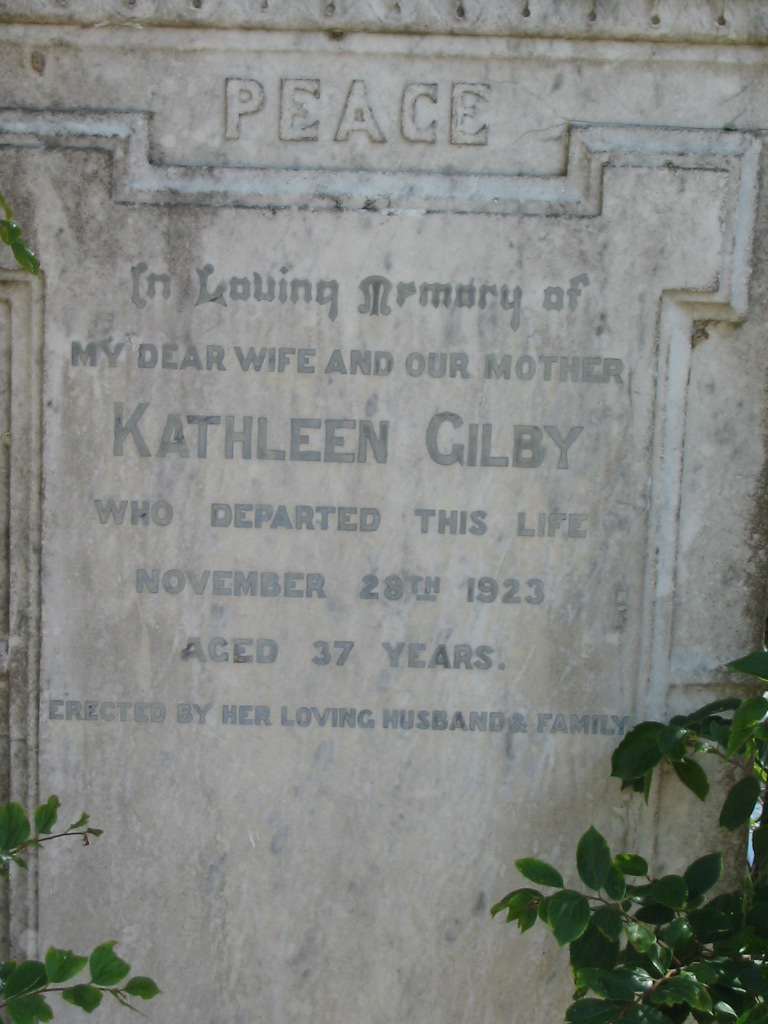 PEACE
In Loving Memory of
MY DEAR WIFE AND OUR MOTHER
KATHLEEN GILBY
WHO DEPARTED THIS LIFE
NOVEMBER 28TH 1923
AGED 37 YEARS.
ERECTED BY HER LOVING HUSBAND & FAMILY